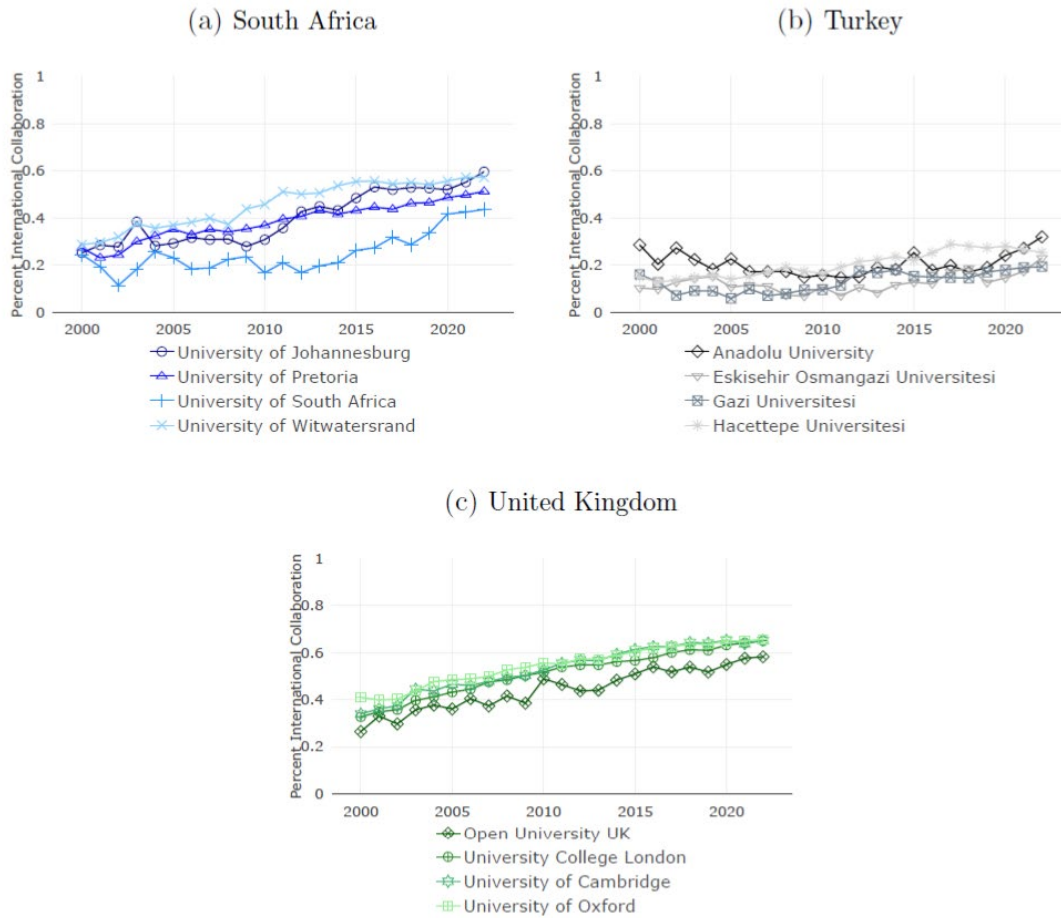 (a) South Africa
Percent International Collaboration
1
0.8
0.6
0.4
0.2
0
2000 2005 2010 2015 2020
University of Johannesburg
University of Pretoria
University of South Africa
University of Witwatersrand
(b) Turkey
Percent International Collaboration
1
0.8
0.6
0.4
0.2
0
2000 2005 2010 2015 2020
Anadolu University
Eskisehir Osmangazi Universitesi
Gazi Universitesi
Hacettepe Universitesi
(c) United Kingdom
Percent International Collaboration
1
0.8
0.6
0.4
0.2
0
2000 2005 2010 2015 2020
Open University UK
University College London
University of Cambridge
University of Oxford